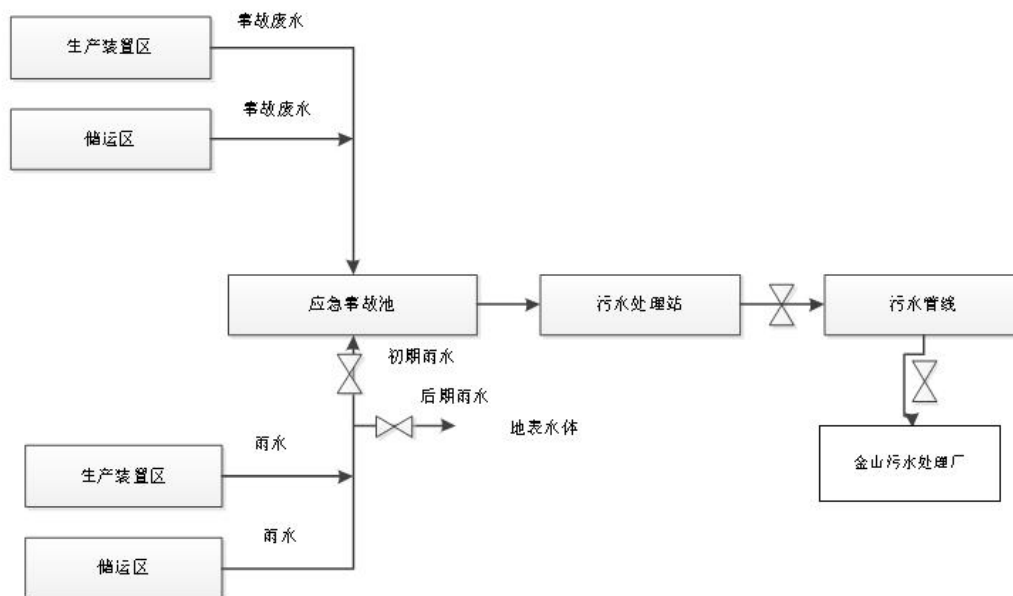 事故废水
生产装置区
事故废水
储运区
应急事故池
污水处理站
污水管线
初期雨水
后期雨水
地表水体
雨水
生产装置区
金山污水处理厂
雨水
储运区